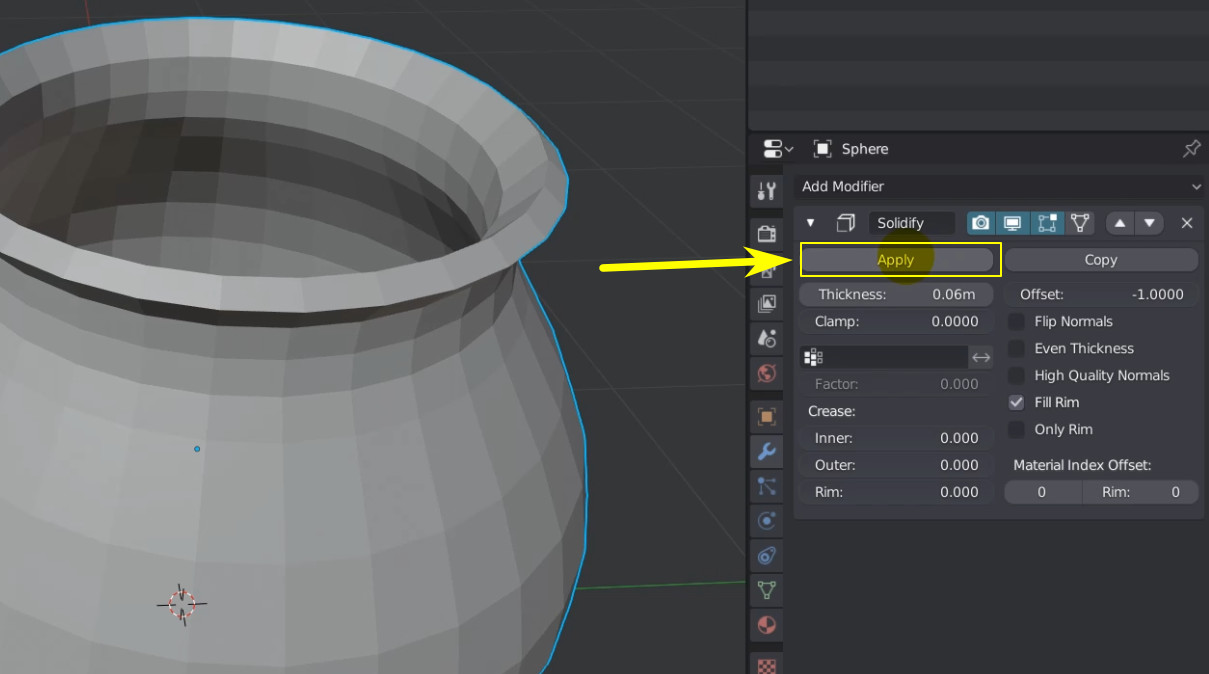 Sphere
Add Modifier
Solidify
Apply
Copy
Thickness: 0.06m
Offset: -1.0000
Clamp: 0.0000
Flip Normals
Even Thickness
High Quality Normals
Factor: 0.000
Fill Rim
Crease:
Only Rim
Inner: 0.000
Outer: 0.000
Material Index Offset:
Rim: 0.000
0 Rim: 0